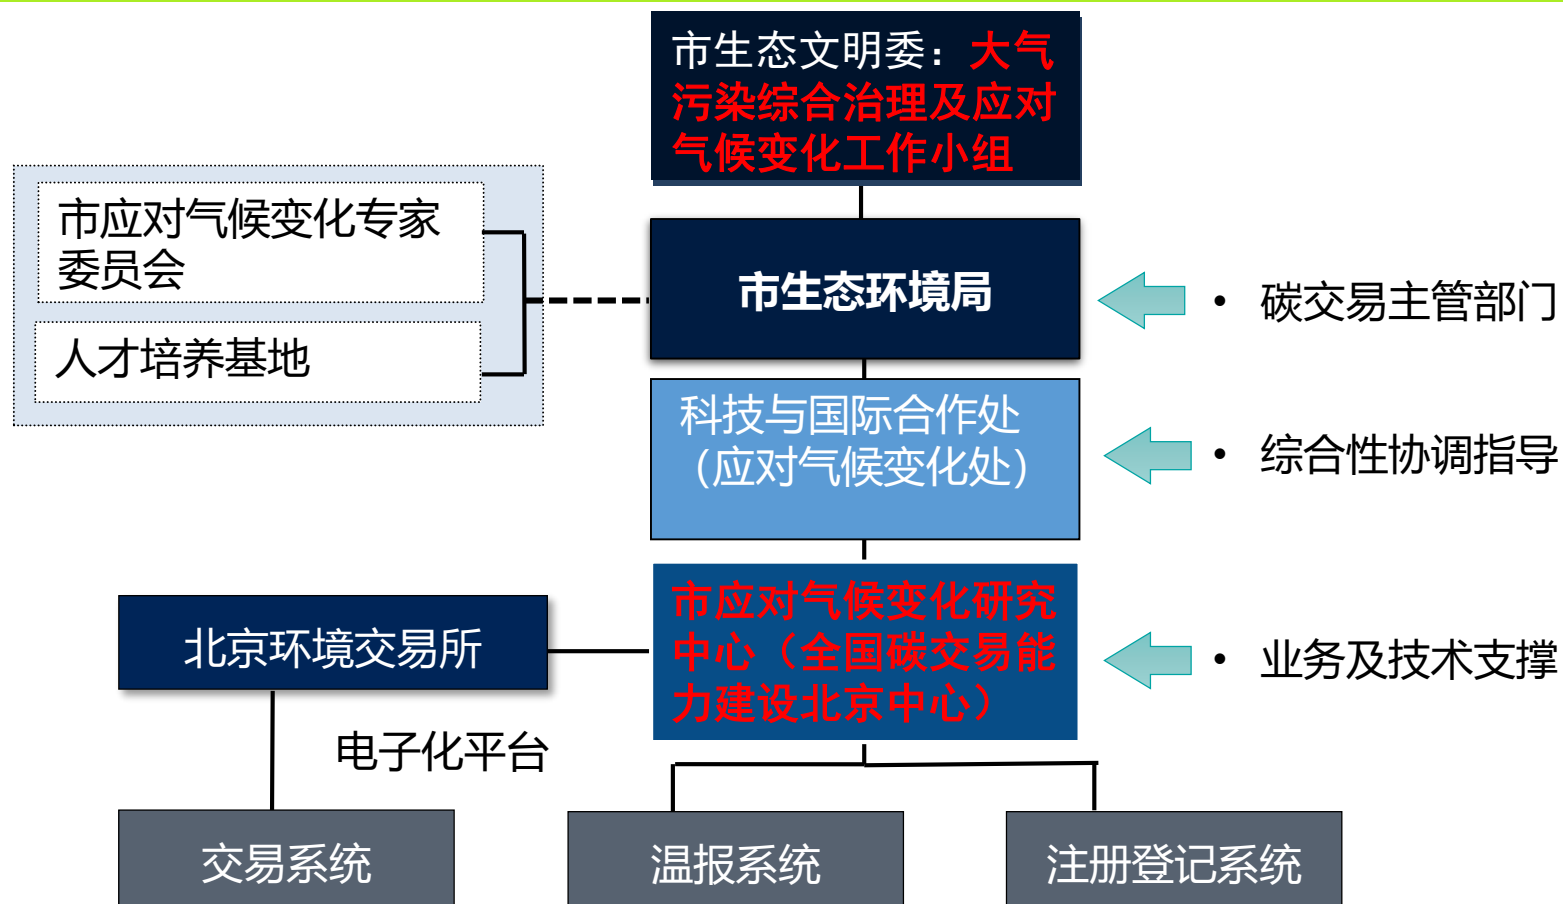 市生态文明委：大气
污染综合治理及应对
气候变化工作小组
市应对气候变化专家
委员会
人才培养基地
市生态环境局
• 碳交易主管部门
科技与国际合作处
（应对气候变化处）
• 综合性协调指导
北京环境交易所
市应对气候变化研究
中心（全国碳交易能
力建设北京中心）
• 业务及技术支撑
电子化平台
交易系统
温报系统
注册登记系统